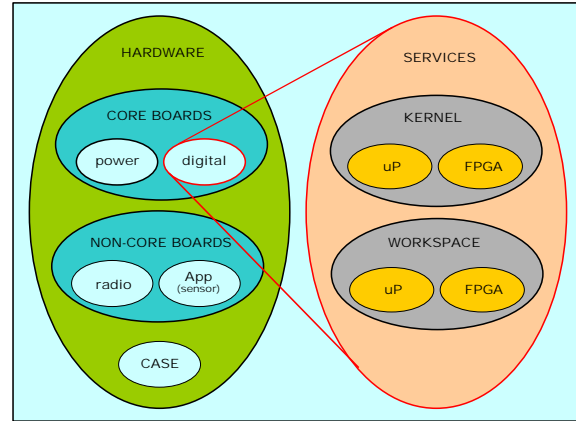 HARDWARE
CORE BOARDS
power
digital
NON-CORE BOARDS
radio
App
(sensor)
CASE
SERVICES
KERNEL
uP
FPGA
WORKSPACE
uP
FPGA